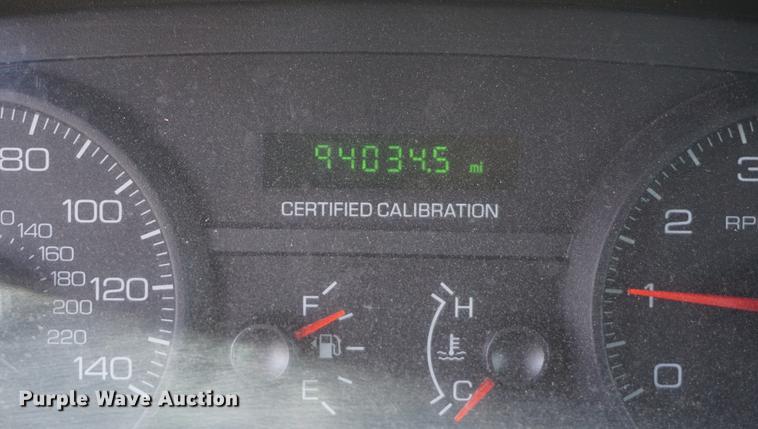 94034.5 mi
CERTIFIED CALIBRATION
80
100
120
140
140
160
180
200
220
F
E
H
C
3
2
1
0
RP
Purple Wave Auction